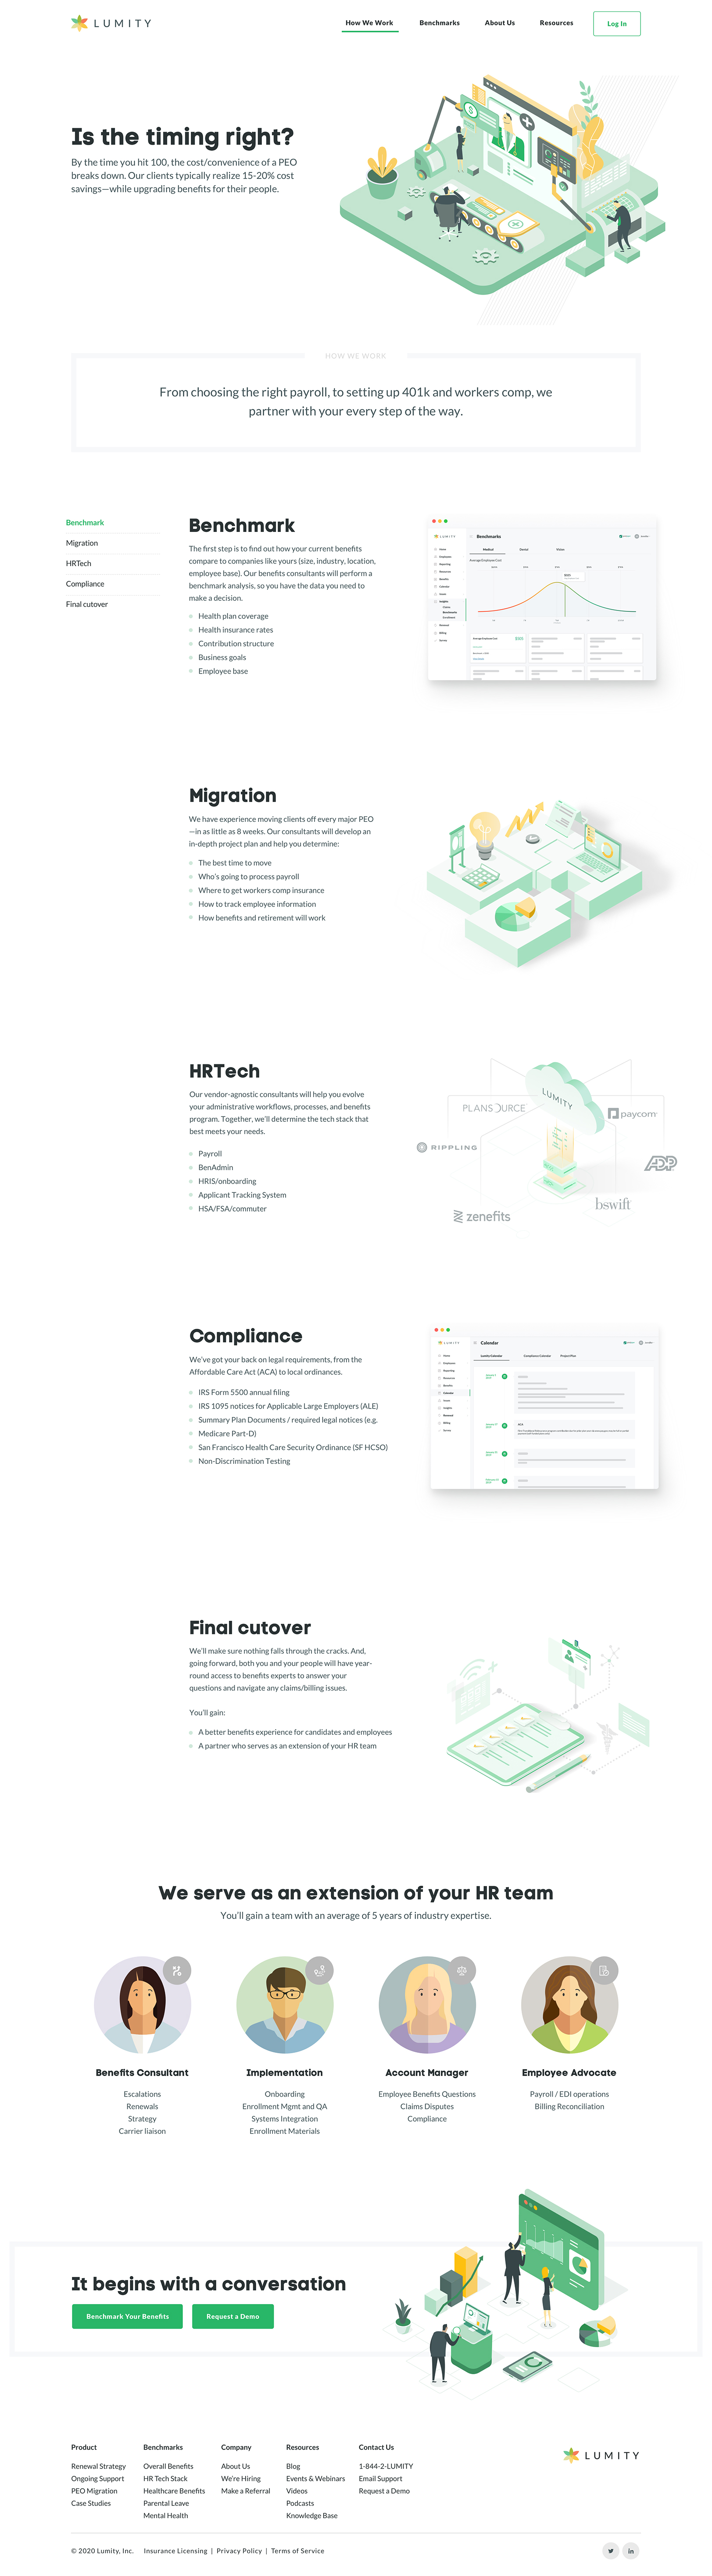 LUMITY
How We Work
Benchmarks
About Us
Resources
Log In
Is the timing right?
By the time you hit 100, the cost/convenience of a PEO
breaks down. Our clients typically realize 15-20% cost
savings—while upgrading benefits for their people.
HOW WE WORK
From choosing the right payroll, to setting up 401k and workers comp, we
partner with your every step of the way.
Benchmark
Migration
HRTech
Compliance
Final cutover
Benchmark
The first step is to find out how your current benefits
compare to companies like yours (size, industry, location,
employee base). Our benefits consultants will perform a
benchmark analysis, so you have the data you need to
make a decision.
Health plan coverage
Health insurance rates
Contribution structure
Business goals
Employee base
LUMITY
Benchmarks
Medical
Dental
Vision
Average Employee Cost
Migration
We have experience moving clients off every major PEO
—in as little as 8 weeks. Our consultants will develop an
in-depth project plan and help you determine:
The best time to move
Who's going to process payroll
Where to get workers comp insurance
How to track employee information
How benefits and retirement will work
HRTech
Our vendor-agnostic consultants will help you evolve
your administrative workflows, processes, and benefits
program. Together, we'll determine the tech stack that
best meets your needs.
Payroll
BenAdmin
HRIS/onboarding
Applicant Tracking System
HSA/FSA/commuter
LUMITY
PLANSOURCE
paycom
RIPPLING
ADP
bswift
zenefits
Compliance
We've got your back on legal requirements, from the
Affordable Care Act (ACA) to local ordinances.
IRS Form 5500 annual filing
IRS 1095 notices for Applicable Large Employers (ALE)
Summary Plan Documents / required legal notices (e.g.
Medicare Part-D)
San Francisco Health Care Security Ordinance (SF HCSO)
Non-Discrimination Testing
LUMITY
Calendar
Lumity Calendar
Compliance Calendar
Project Plan
Final cutover
We'll make sure nothing falls through the cracks. And,
going forward, both you and your people will have year-
round access to benefits experts to answer your
questions and navigate any claims/billing issues.
You'll gain:
A better benefits experience for candidates and employees
A partner who serves as an extension of your HR team
We serve as an extension of your HR team
You'll gain a team with an average of 5 years of industry expertise.
Benefits Consultant
Escalations
Renewals
Strategy
Carrier liaison
Implementation
Onboarding
Enrollment Mgmt and QA
Systems Integration
Enrollment Materials
Account Manager
Employee Benefits Questions
Claims Disputes
Compliance
Employee Advocate
Payroll / EDI operations
Billing Reconciliation
It begins with a conversation
Benchmark Your Benefits
Request a Demo
Product
Renewal Strategy
Ongoing Support
PEO Migration
Case Studies
Benchmarks
Overall Benefits
HR Tech Stack
Healthcare Benefits
Parental Leave
Mental Health
Company
About Us
We're Hiring
Make a Referral
Resources
Blog
Events & Webinars
Videos
Podcasts
Knowledge Base
Contact Us
1-844-2-LUMITY
Email Support
Request a Demo
LUMITY
© 2020 Lumity, Inc.
Insurance Licensing | Privacy Policy | Terms of Service